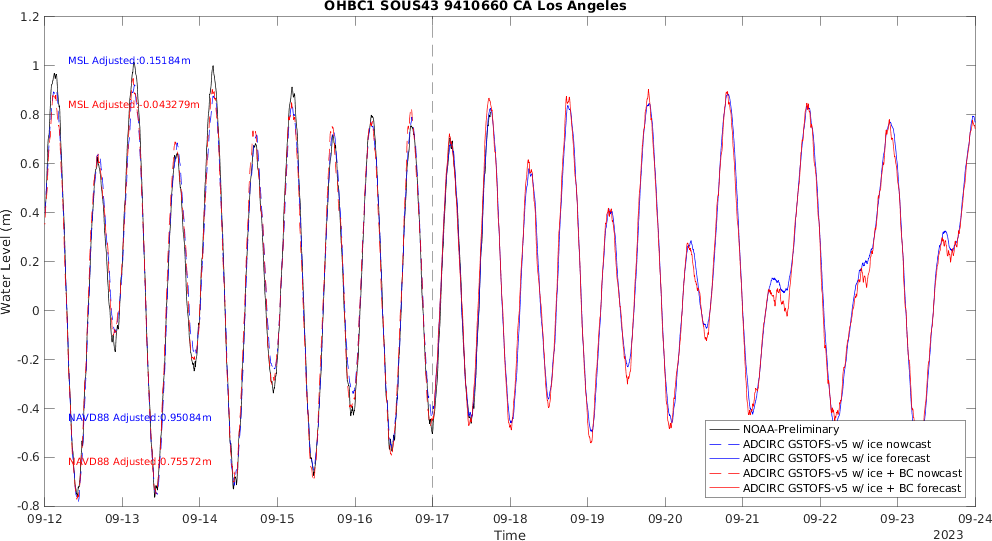 OHBC1 SOUS43 9410660 CA Los Angeles
1.2
1
0.8
0.6
0.4
0.2
0
-0.2
-0.4
-0.6
-0.8
Water Level (m)
MSL Adjusted:0.15184m
MSL Adjusted:-0.043279m
NAVD88 Adjusted:0.95084m
NAVD88 Adjusted:0.75572m
NOAA-Preliminary
ADCIRC GSTOFS-v5 w/ ice nowcast
ADCIRC GSTOFS-v5 w/ ice forecast
ADCIRC GSTOFS-v5 w/ ice + BC nowcast
ADCIRC GSTOFS-v5 w/ ice + BC forecast
09-12 09-13 09-14 09-15 09-16 09-17 09-18 09-19 09-20 09-21 09-22 09-23 09-24
Time
2023